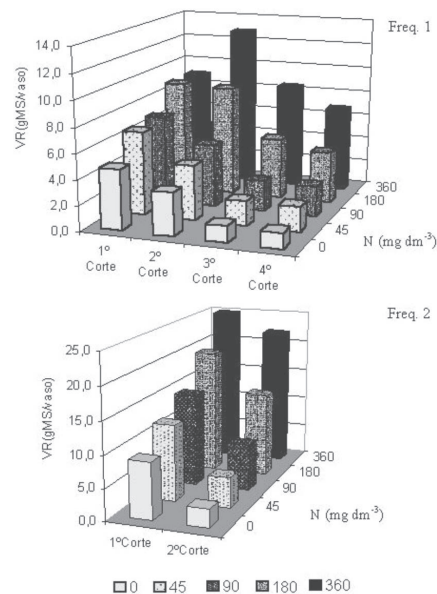 Freq. 1
VR(gMS/vaso)
14,0
12,0
10,0
8,0
6,0
4,0
2,0
0,0
1º Corte
2º Corte
3º Corte
4º Corte
0
45
90
180
360
N (mg dm-3)
Freq. 2
VR(gMS/vaso)
25,0
20,0
15,0
10,0
5,0
0,0
1ºCorte
2ºCorte
0
45
90
180
360
N (mg dm-3)
0 45 90 180 360